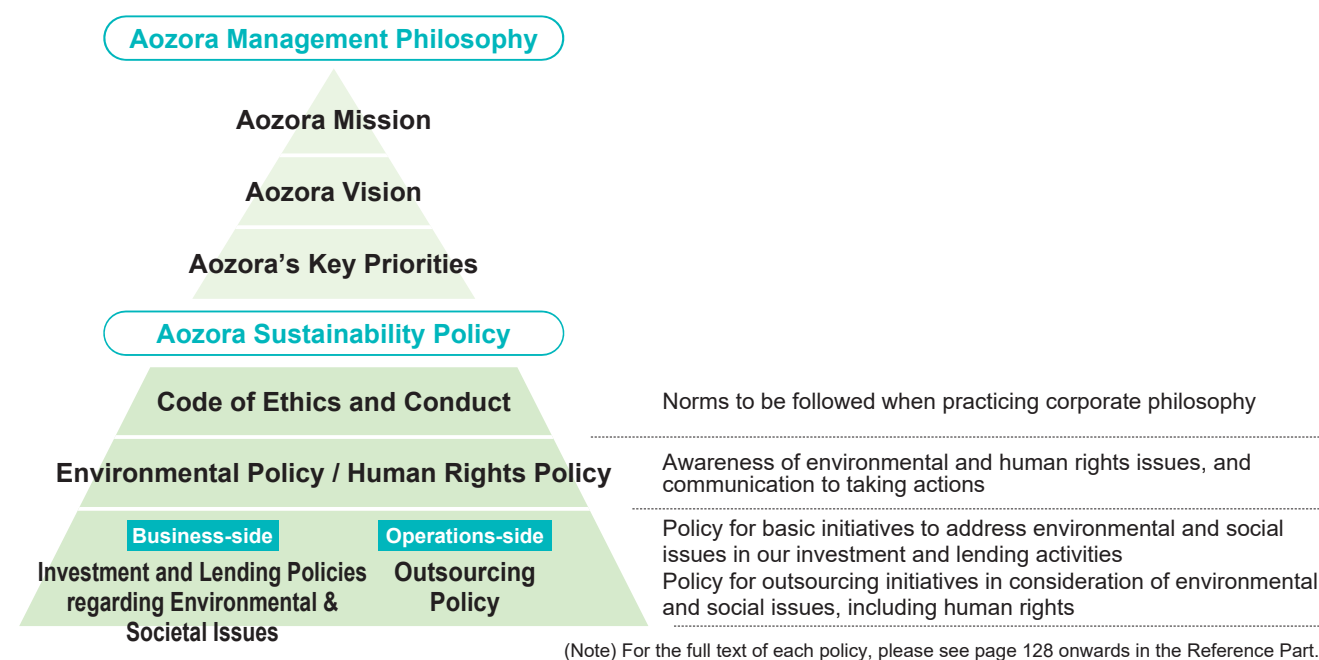 Aozora Management Philosophy
Aozora Mission
Aozora Vision
Aozora’s Key Priorities
Aozora Sustainability Policy
Code of Ethics and Conduct
Norms to be followed when practicing corporate philosophy
Environmental Policy / Human Rights Policy
Awareness of environmental and human rights issues, and
communication to taking actions
Business-side
Investment and Lending Policies
regarding Environmental &
Societal Issues
Operations-side
Outsourcing
Policy
Policy for basic initiatives to address environmental and social
issues in our investment and lending activities
Policy for outsourcing initiatives in consideration of environmental
and social issues, including human rights
(Note) For the full text of each policy, please see page 128 onwards in the Reference Part.